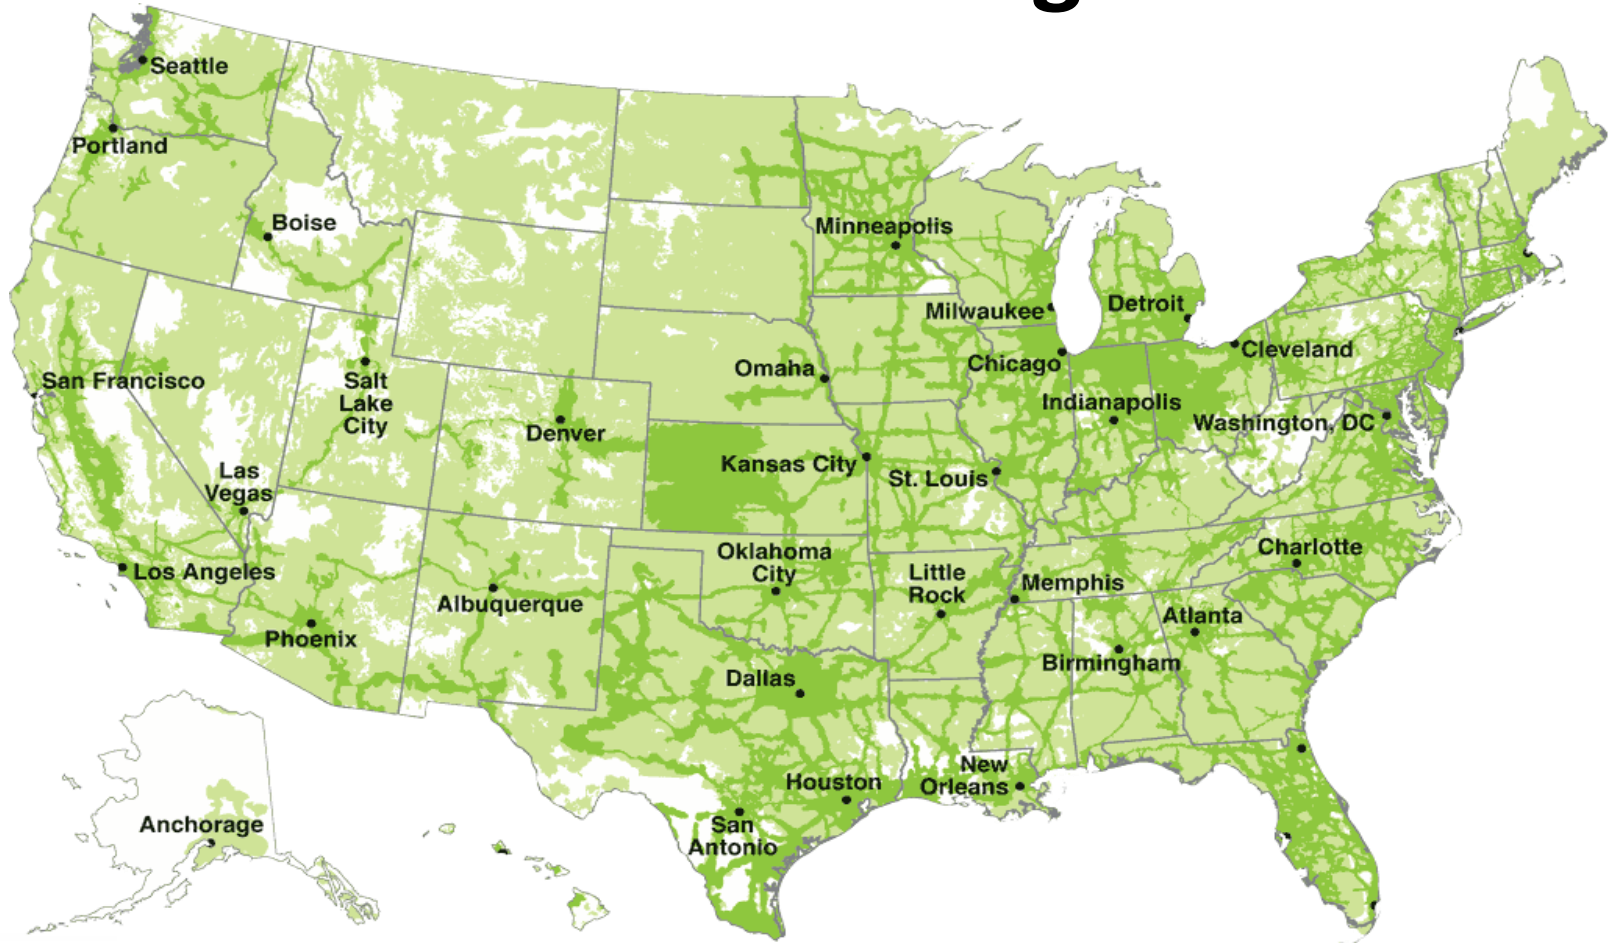 g
Seattle
Portland
Boise
Minneapolis
Milwaukee
Detroit
Chicago
Cleveland
Omaha
San Francisco
Salt
Lake
City
Denver
Indianapolis
Washington, DC
Las
Vegas
Kansas City
St. Louis
Los Angeles
Albuquerque
Phoenix
Oklahoma
City
Little
Rock
Memphis
Charlotte
Atlanta
Birmingham
Dallas
Houston
New
Orleans
San
Antonio
Anchorage